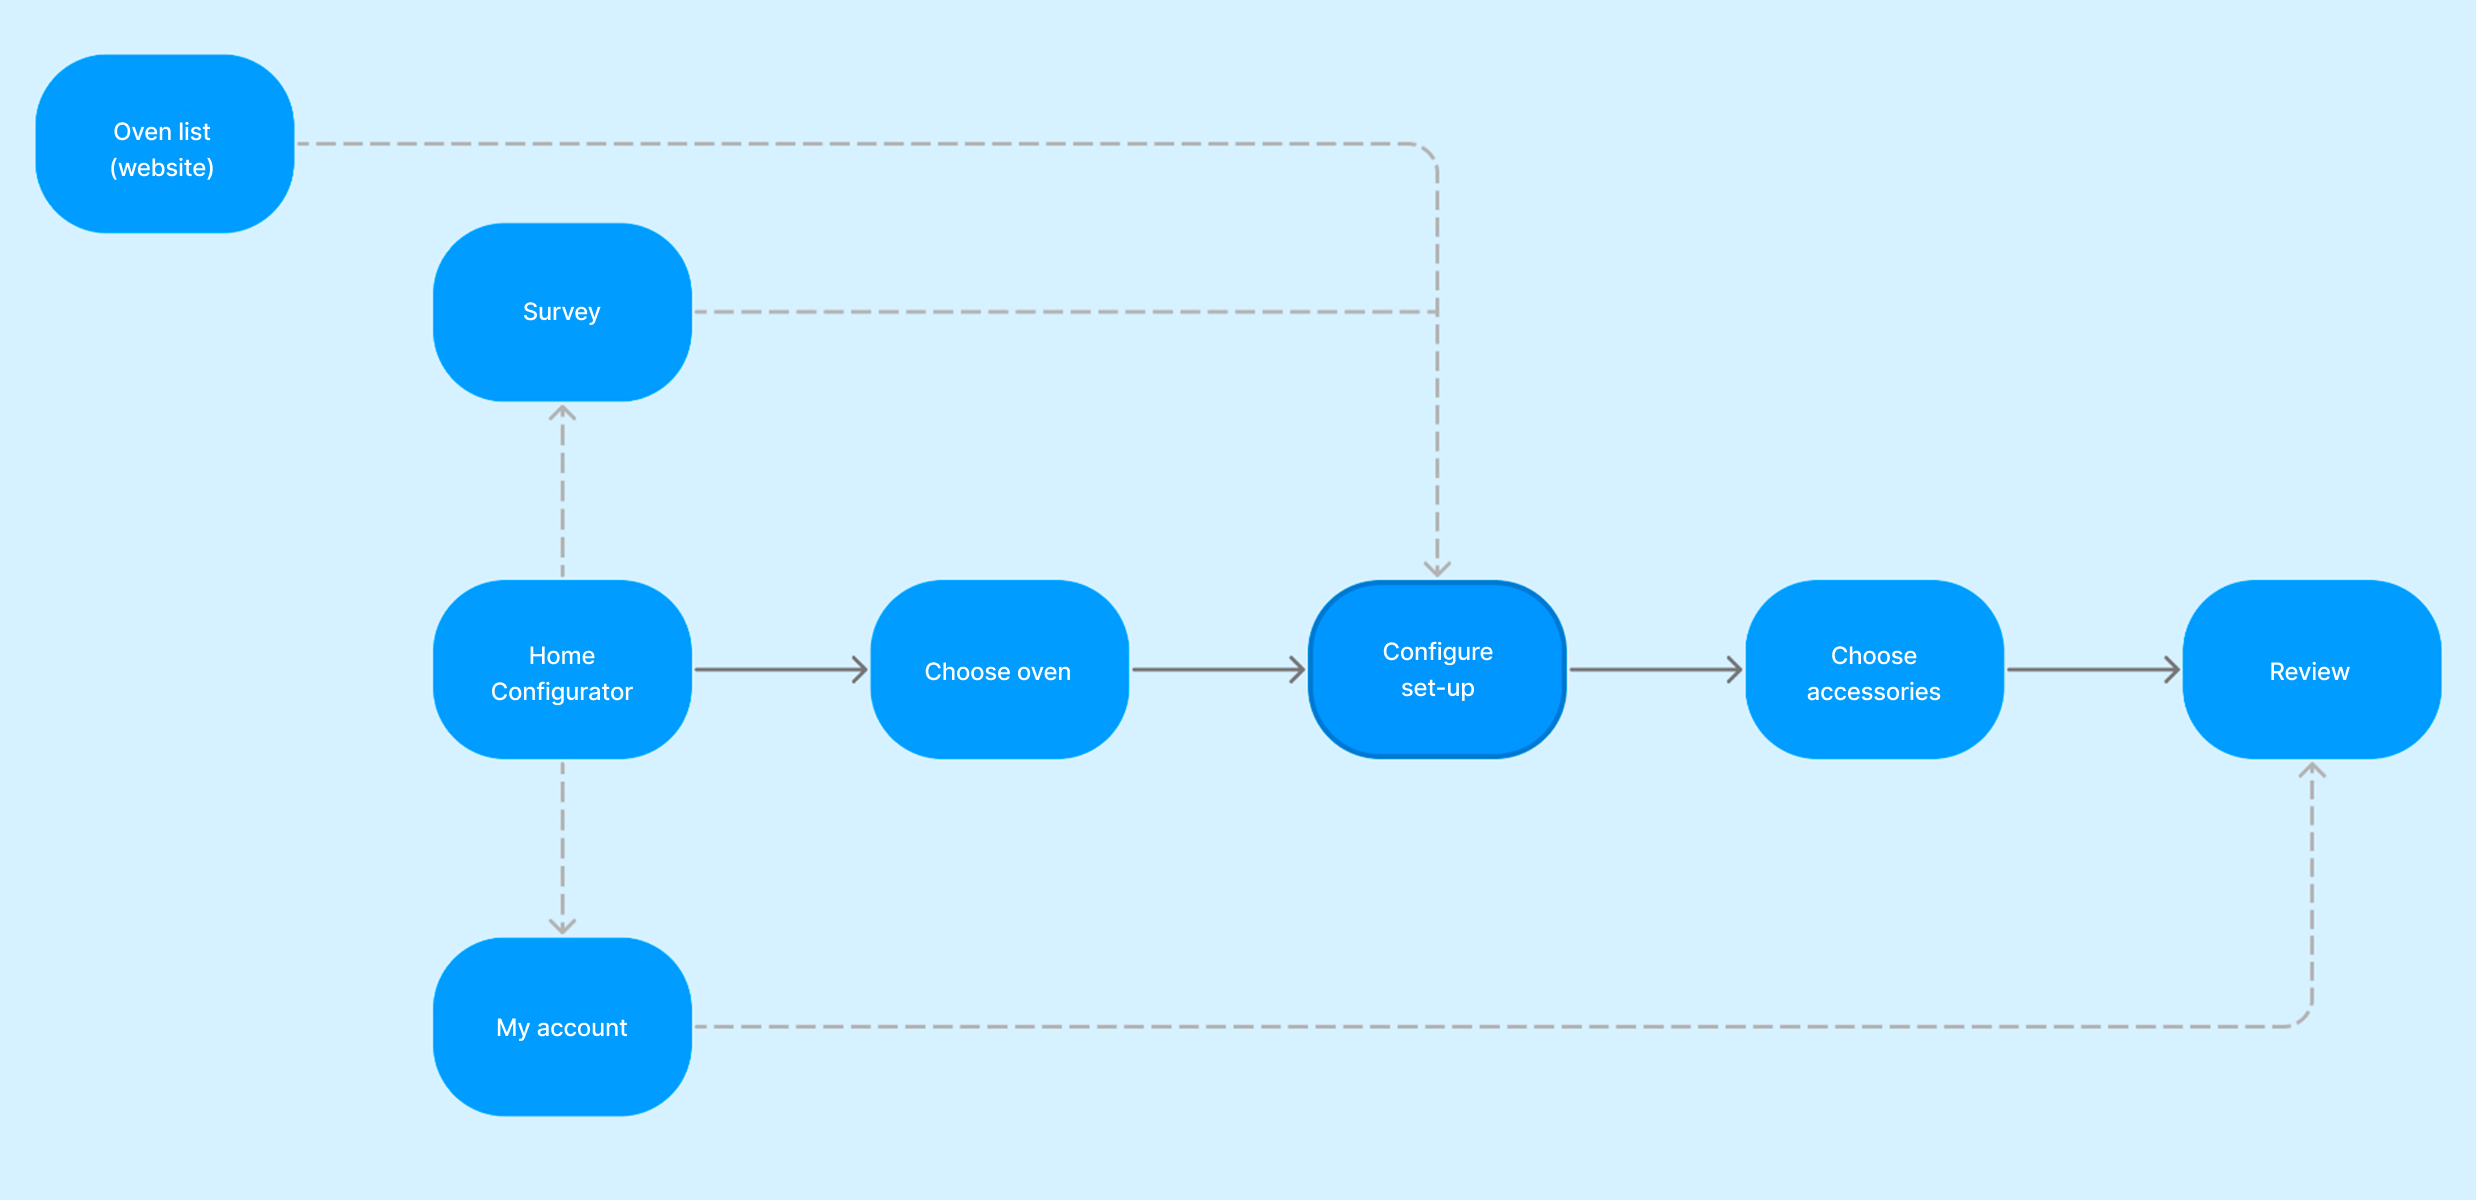 Oven list
(website)
Survey
Home
Configurator
Choose oven
Configure
set-up
Choose
accessories
Review
My account